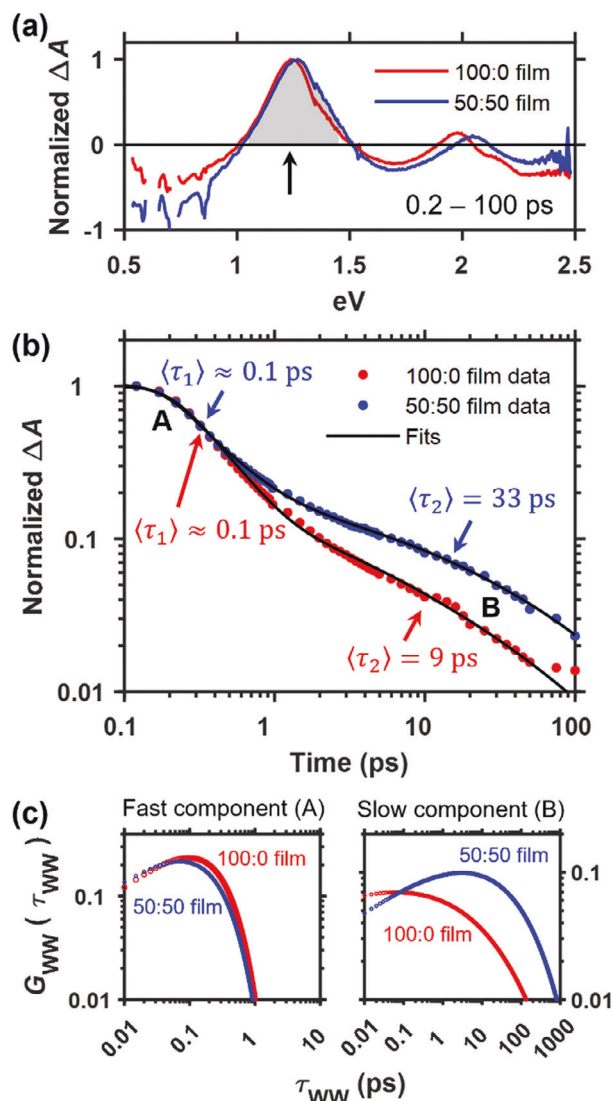 (a)
Normalized ΔA
1
0
-1
100:0 film
50:50 film
0.2 – 100 ps
0.5 1 1.5 2 2.5
eV
(b)
Normalized ΔA
1
0.1
0.01
⟨τ1⟩ ≈ 0.1 ps
A
100:0 film data
50:50 film data
Fits
⟨τ1⟩ ≈ 0.1 ps
⟨τ2⟩ = 33 ps
B
⟨τ2⟩ = 9 ps
0.1 1 10 100
Time (ps)
(c)
Fast component (A) Slow component (B)
GWW (τWW)
0.1
0.01
100:0 film
50:50 film
0.01 0.1 1 10
50:50 film
100:0 film
0.1
0.01
0.01 0.1 1 10 100 1000
τWW (ps)